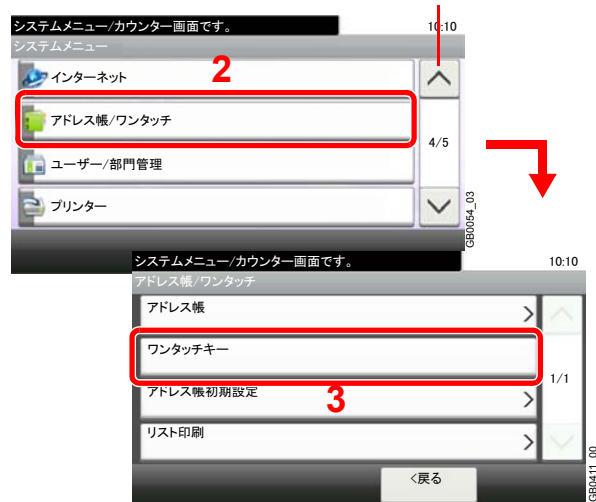 システムメニュー/カウンター画面です。
10:10
システムメニュー
インターネット
2
アドレス帳/ワンタッチ
4/5
ユーザー/部門管理
プリンター
GB0054_03
システムメニュー/カウンター画面です。
10:10
アドレス帳/ワンタッチ
アドレス帳
ワンタッチキー
1/1
アドレス帳初期設定
3
リスト印刷
<戻る
GB0411_00